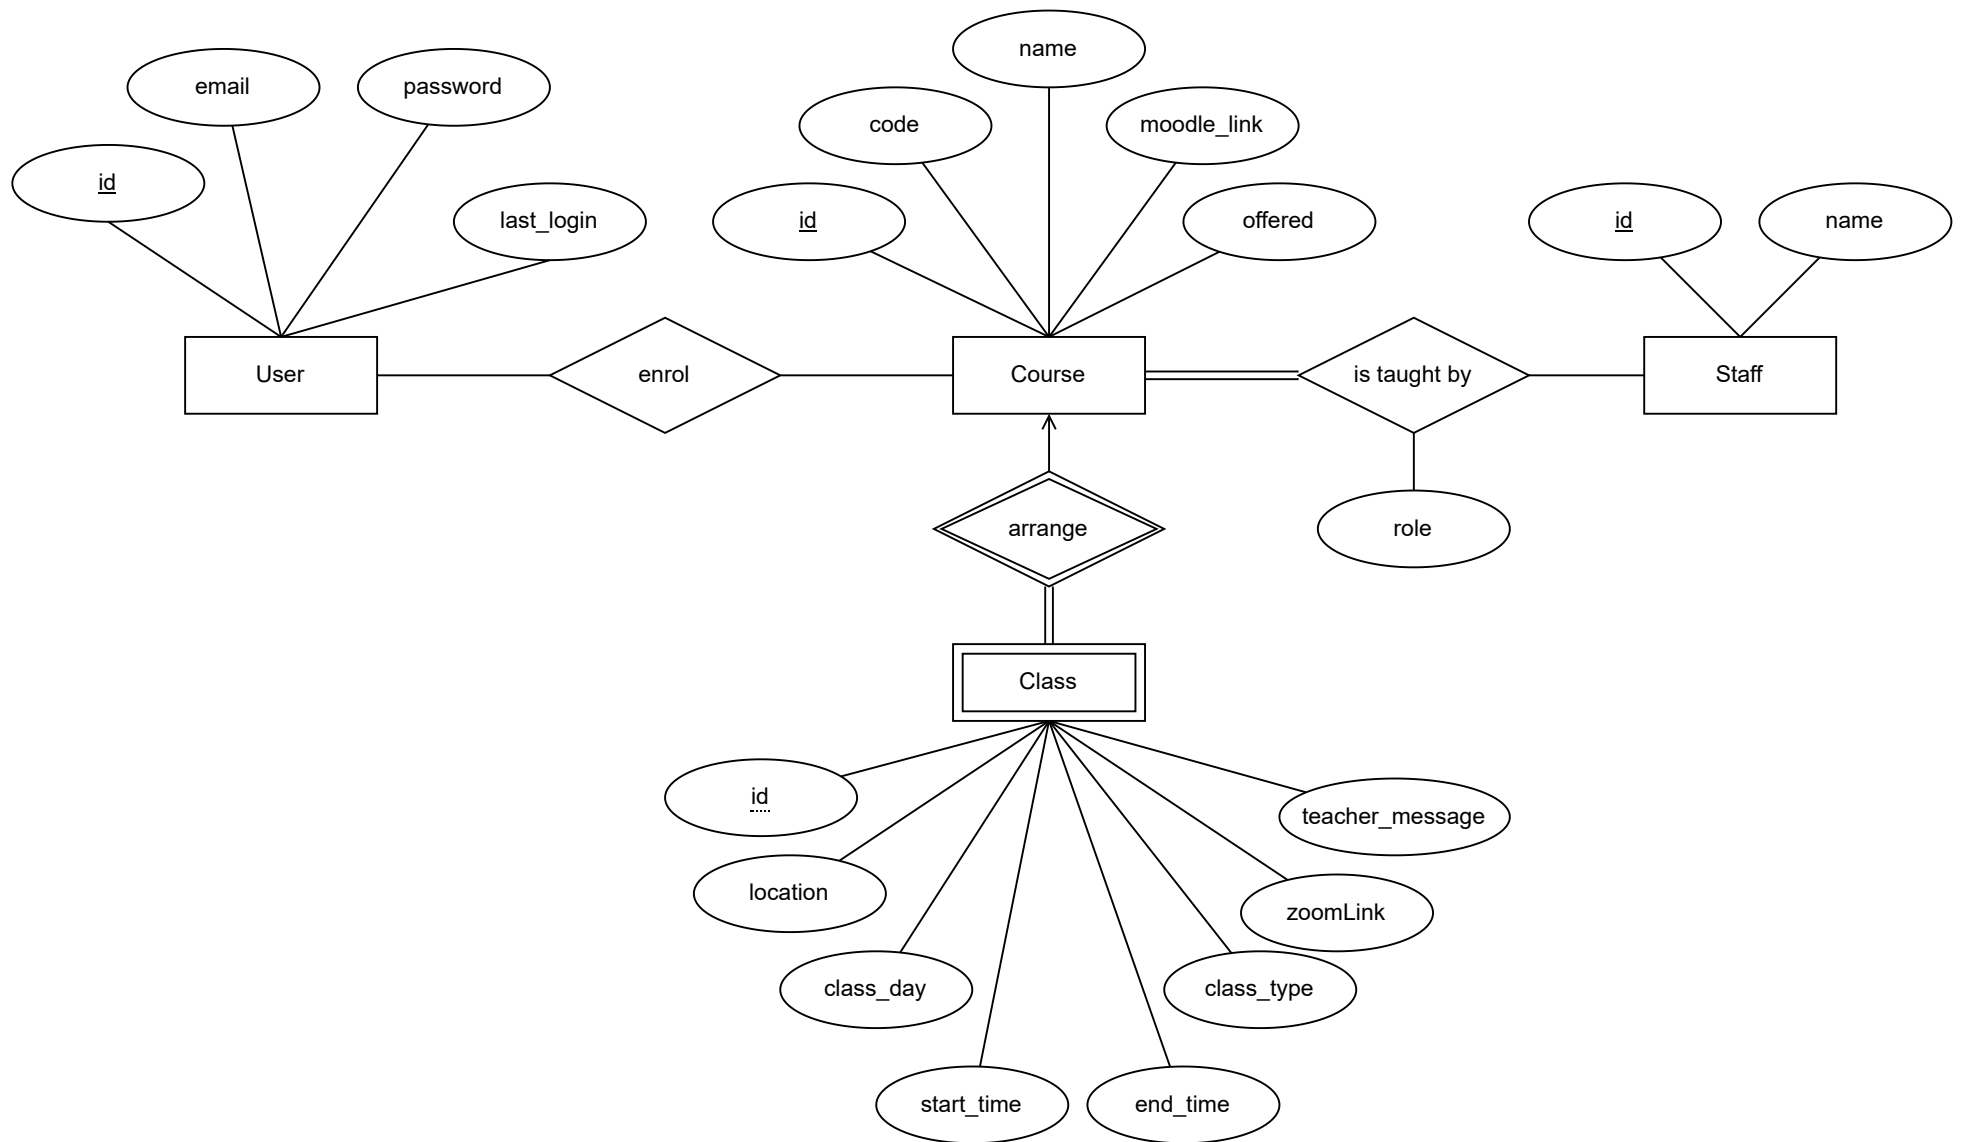 name
email
password
code
moodle_link
id
last_login
id
offered
id
name
User
enrol
Course
is taught by
Staff
arrange
role
Class
id
teacher_message
location
zoomLink
class_day
class_type
start_time
end_time